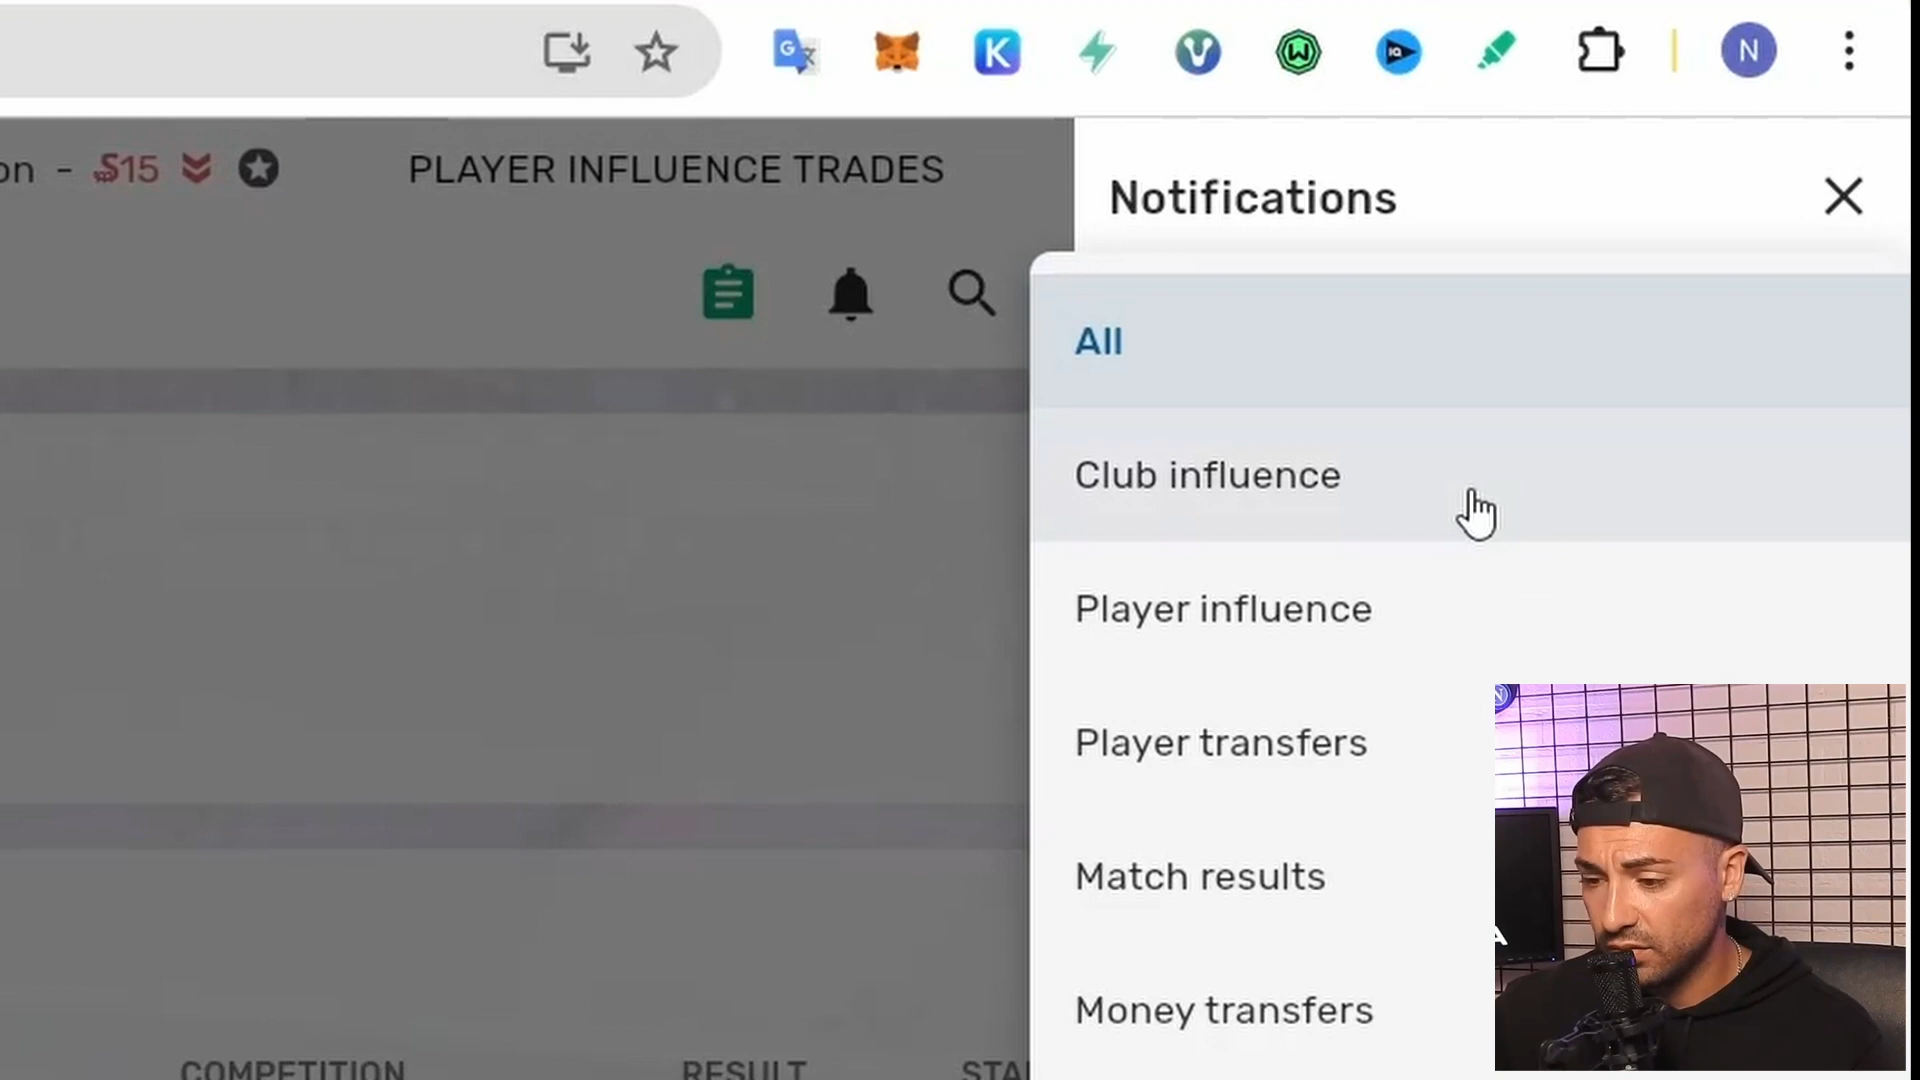 N
on - $15
PLAYER INFLUENCE TRADES
Notifications
All
Club influence
Player influence
Player transfers
Match results
Money transfers
COMPETITION
RESULT